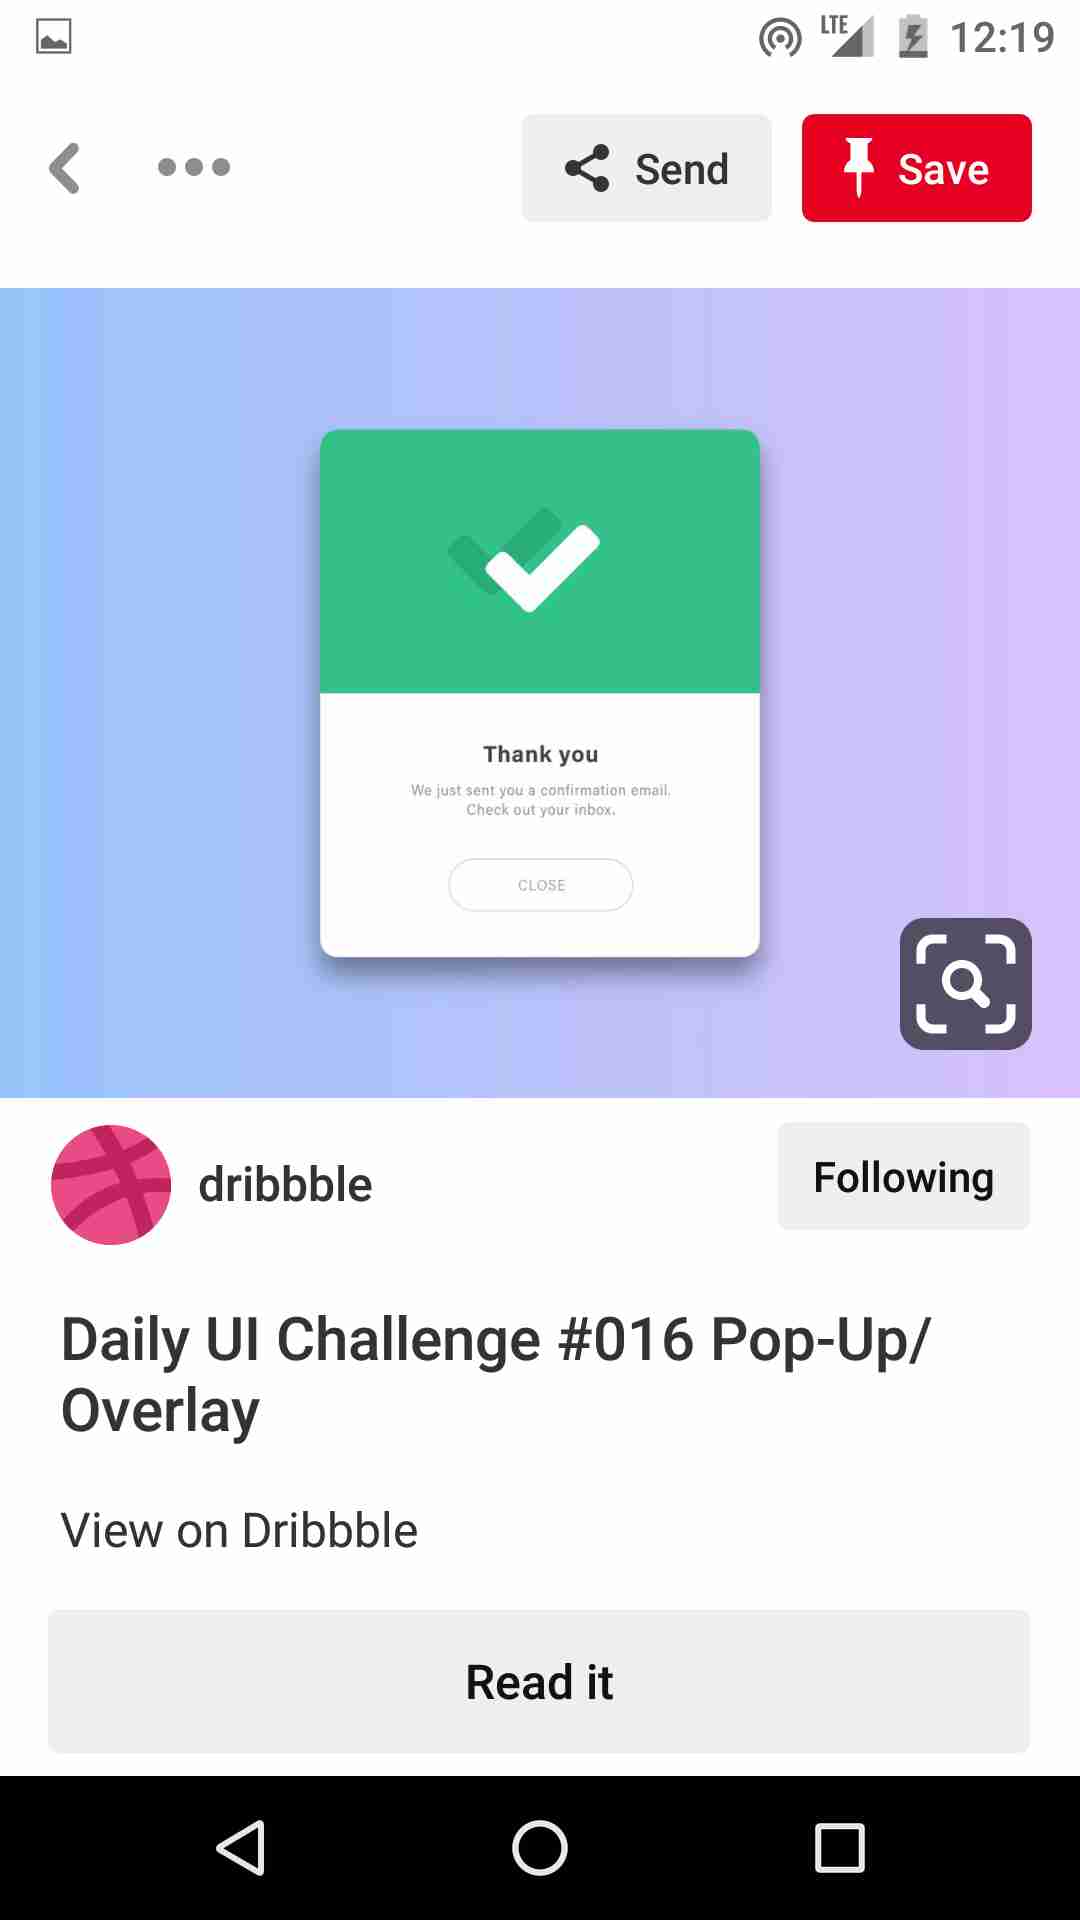 LTE 12:19
Send Save
Thank you
We just sent you a confirmation email.
Check out your inbox.
CLOSE
dribbble Following
Daily UI Challenge #016 Pop-Up/
Overlay
View on Dribbble
Read it